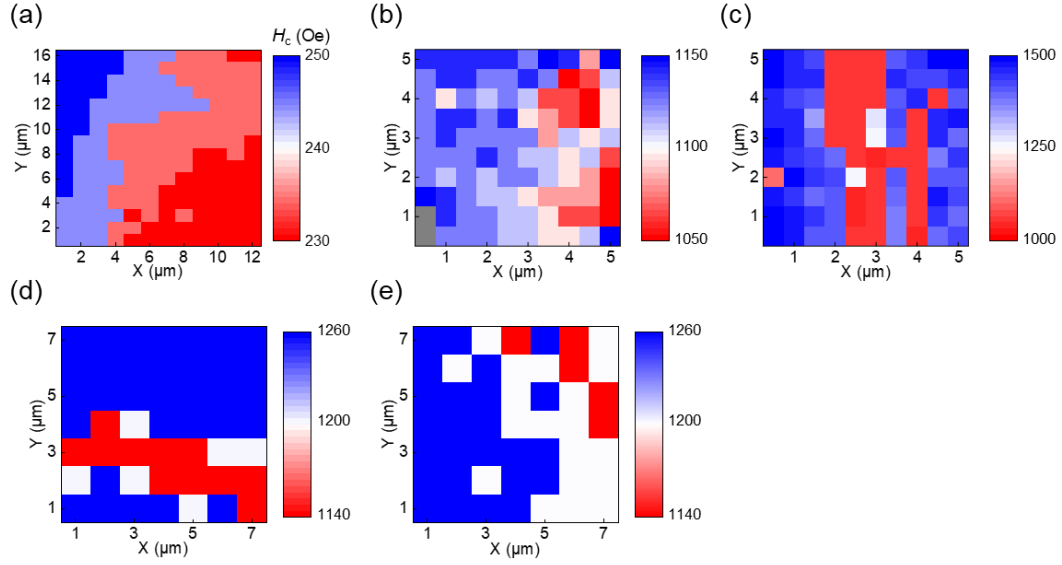 (a)
(b)
(c)
Hc (Oe)
16
14
12
10
8
6
4
2
Y (µm)
2 4 6 8 10 12
X (µm)
250
240
230
5
4
3
2
1
Y (µm)
1 2 3 4 5
X (µm)
1150
1100
1050
5
4
3
2
1
Y (µm)
1 2 3 4 5
X (µm)
1500
1250
1000
(d)
(e)
7
5
3
1
Y (µm)
1 3 5 7
X (µm)
1260
1200
1140
7
5
3
1
Y (µm)
1 3 5 7
X (µm)
1260
1200
1140